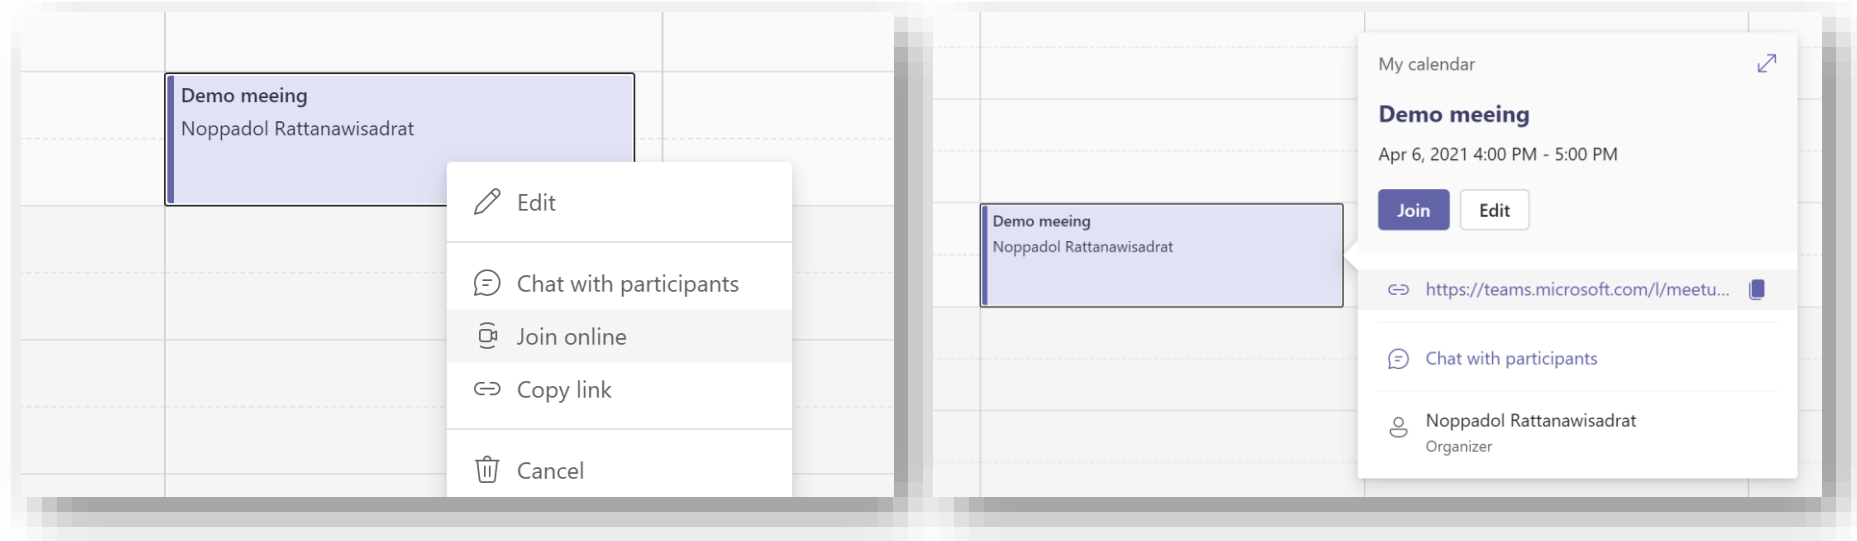 Demo meeing
Noppadol Rattanawisadrat
Edit
Chat with participants
Join online
Copy link
Cancel
Demo meeing
Noppadol Rattanawisadrat
My calendar
Demo meeing
Apr 6, 2021 4:00 PM - 5:00 PM
Join Edit
https://teams.microsoft.com/l/meetu...
Chat with participants
Noppadol Rattanawisadrat
Organizer